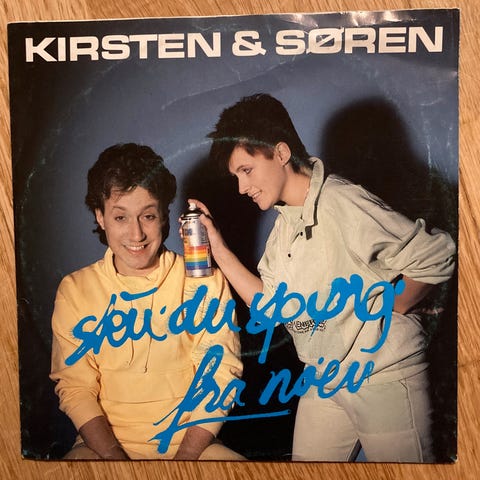 KIRSTEN & SØREN
sku' du spørg'
fra no'en